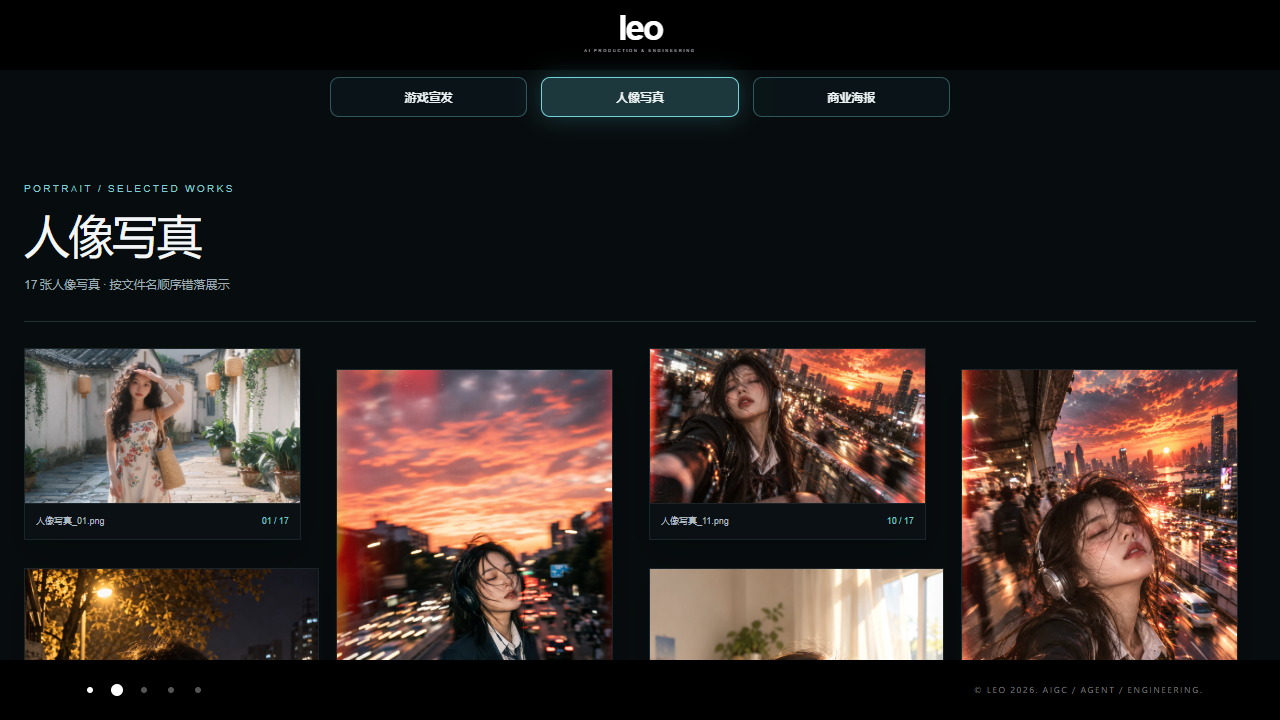 leo
AI PRODUCTION & ENGINEERING
游戏宣发
人像写真
商业海报
PORTRAIT / SELECTED WORKS
人像写真
17 张人像写真 · 按文件名顺序错落展示
人像写真_01.png
01 / 17
人像写真_11.png
10 / 17
© LEO 2026. AIGC / AGENT / ENGINEERING.